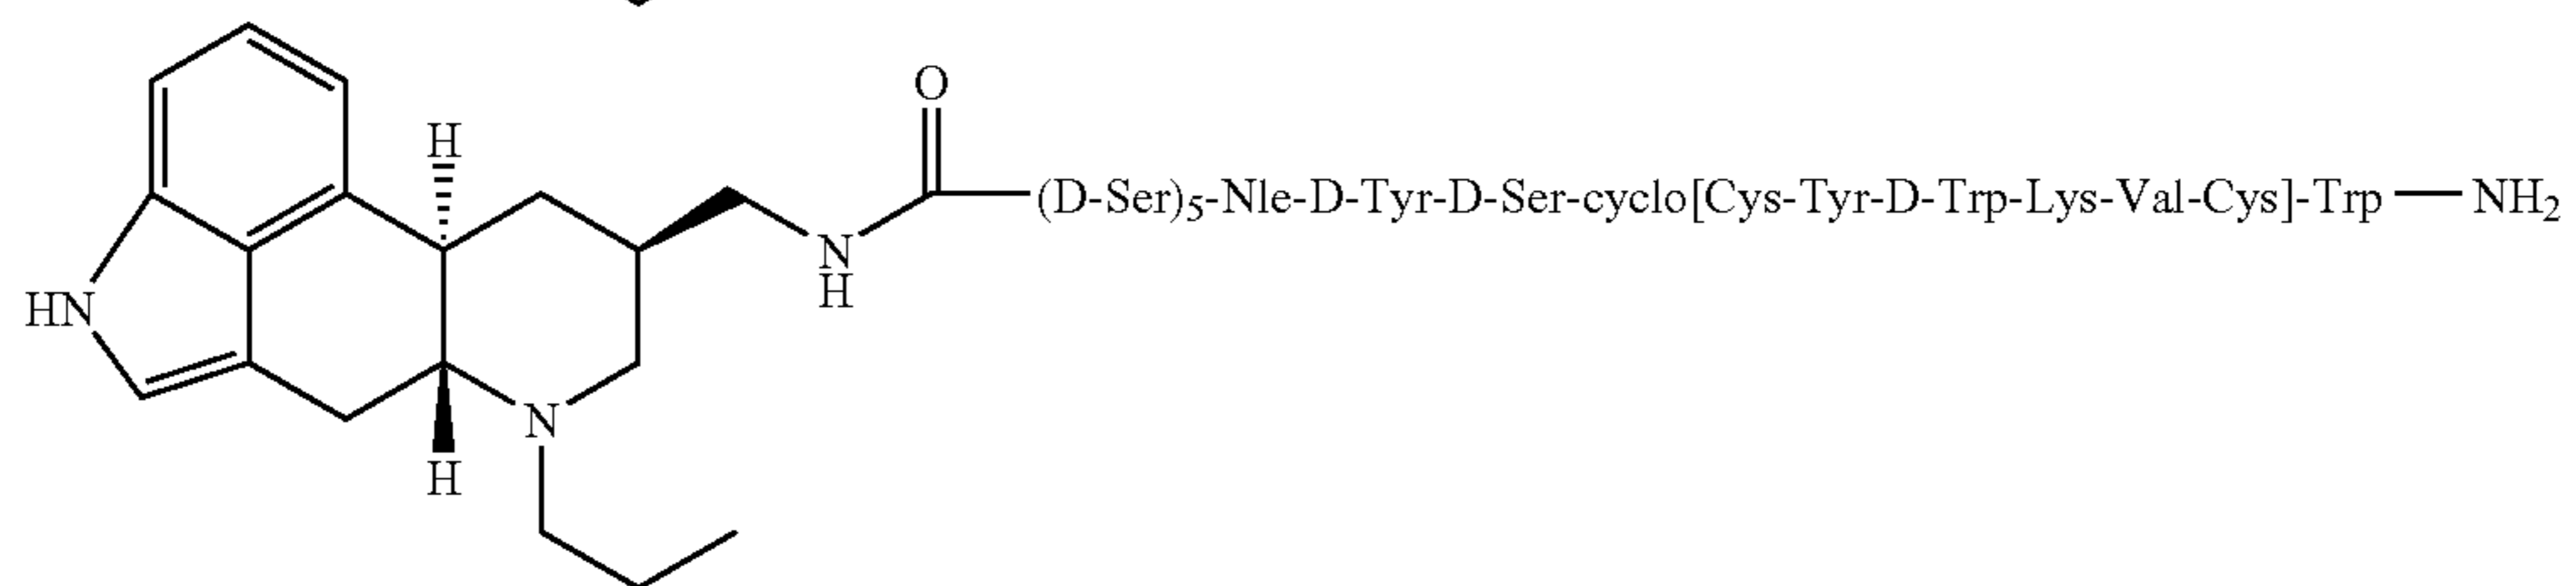 O
H
(D-Ser)5-Nle-D-Tyr-D-Ser-cyclo[Cys-Tyr-D-Trp-Lys-Val-Cys]-Trp — NH2
N
H
HN
N
H